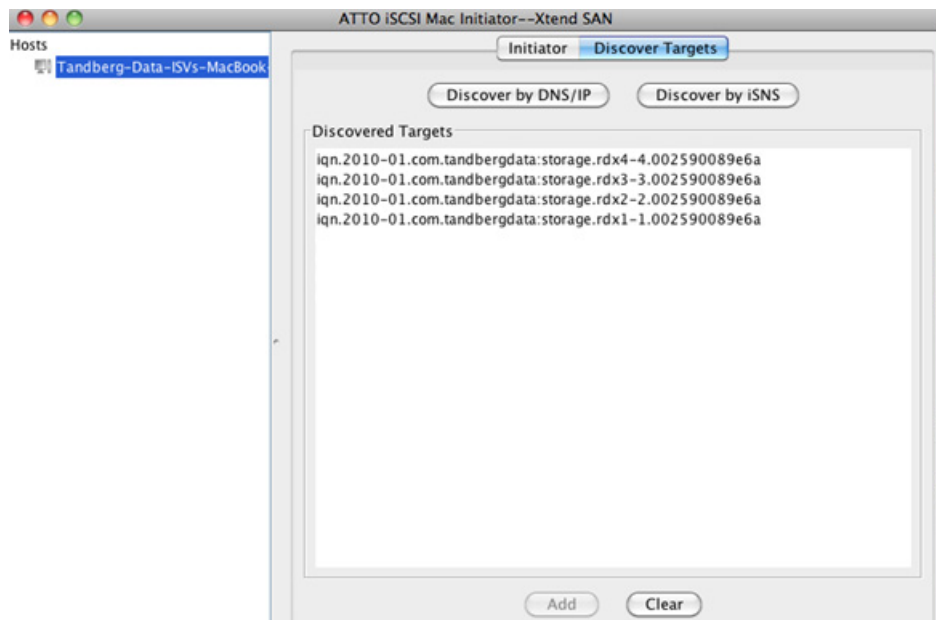 ATTO iSCSI Mac Initiator--Xtend SAN
Hosts
Tandberg-Data-ISVs-MacBook-
Initiator
Discover Targets
Discover by DNS/IP
Discover by iSNS
Discovered Targets
iqn.2010-01.com.tandbergdata:storage.rdx4-4.002590089e6a
iqn.2010-01.com.tandbergdata:storage.rdx3-3.002590089e6a
iqn.2010-01.com.tandbergdata:storage.rdx2-2.002590089e6a
iqn.2010-01.com.tandbergdata:storage.rdx1-1.002590089e6a
Add
Clear